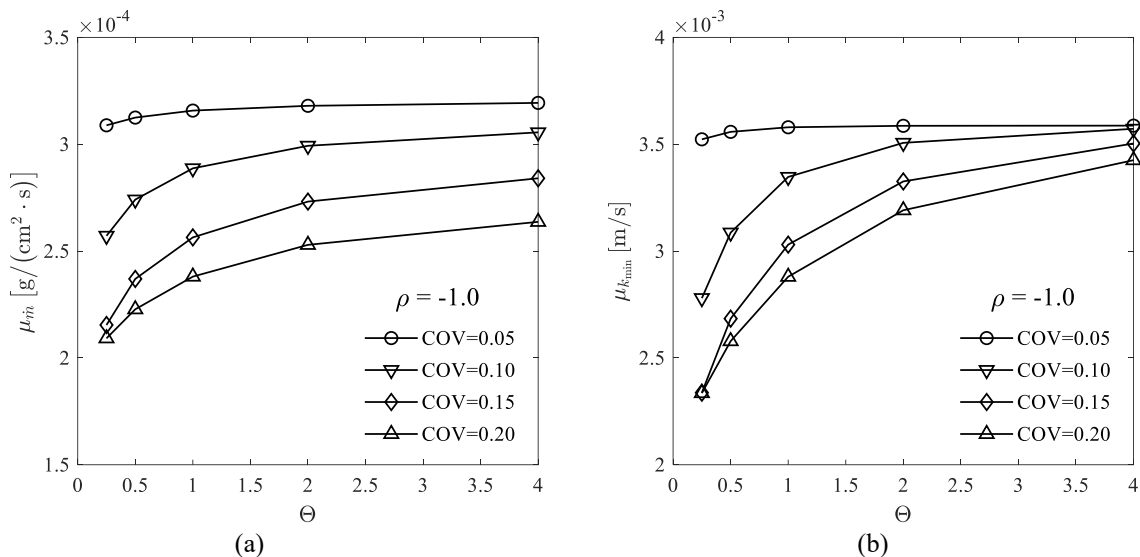 ×10⁻⁴
3.5
3
2.5
2
1.5
μ_ṁ [g/(cm² · s)]
ρ = -1.0
COV=0.05
COV=0.10
COV=0.15
COV=0.20
0 0.5 1 1.5 2 2.5 3 3.5 4
Θ
(a)
×10⁻³
4
3.5
3
2.5
2
μ_kmin [m/s]
ρ = -1.0
COV=0.05
COV=0.10
COV=0.15
COV=0.20
0 0.5 1 1.5 2 2.5 3 3.5 4
Θ
(b)